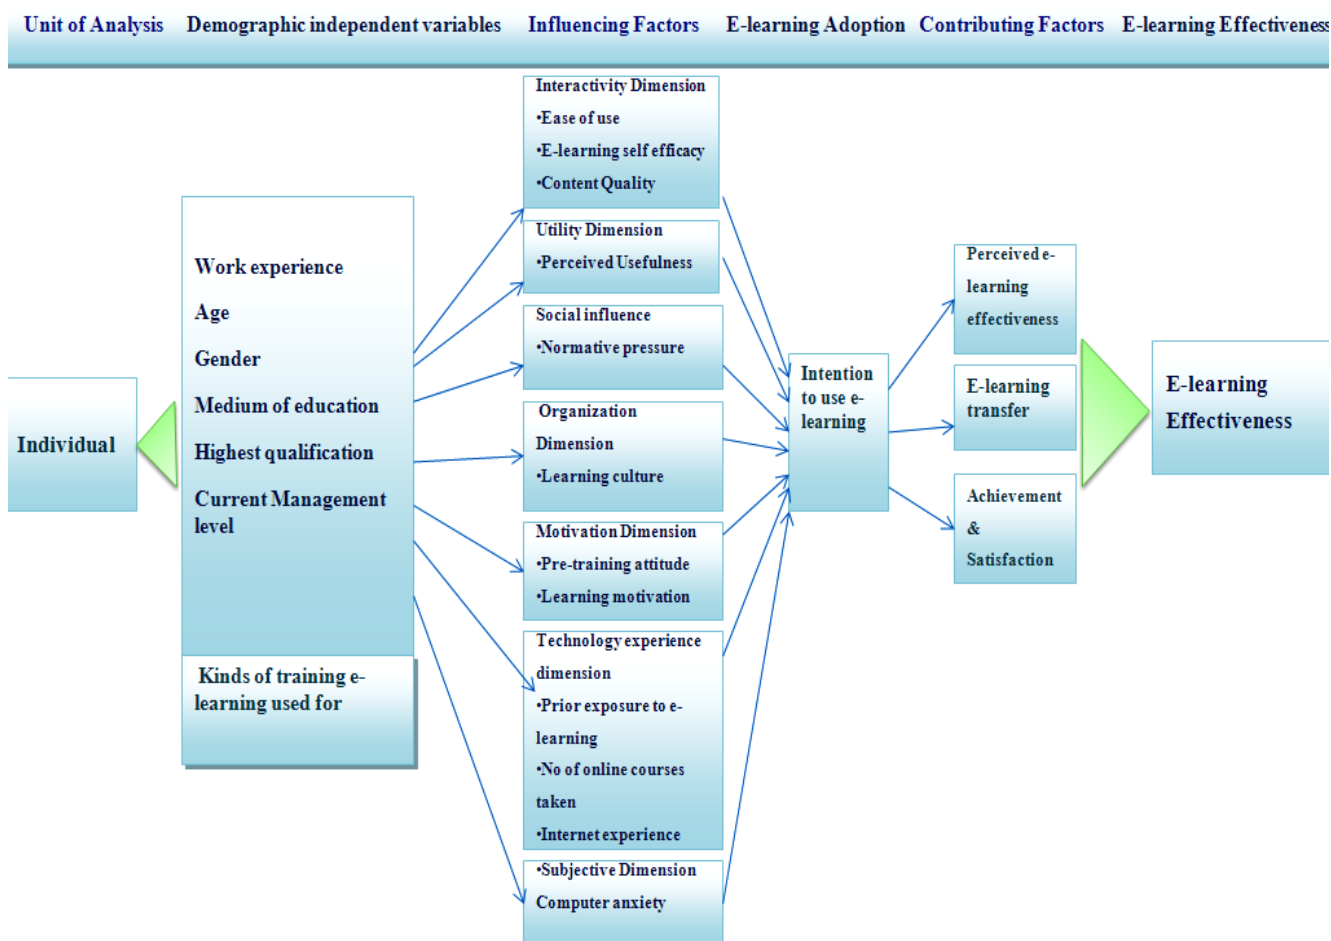 Unit of Analysis
Demographic independent variables
Influencing Factors
E-learning Adoption
Contributing Factors
E-learning Effectiveness
Individual
Work experience
Age
Gender
Medium of education
Highest qualification
Current Management
level
Kinds of training e-
learning used for
Interactivity Dimension
•Ease of use
•E-learning self efficacy
•Content Quality
Utility Dimension
•Perceived Usefulness
Social influence
•Normative pressure
Organization
Dimension
•Learning culture
Motivation Dimension
•Pre-training attitude
•Learning motivation
Technology experience
dimension
•Prior exposure to e-
learning
•No of online courses
taken
•Internet experience
•Subjective Dimension
Computer anxiety
Intention
to use e-
learning
Perceived e-
learning
effectiveness
E-learning
transfer
Achievement
&
Satisfaction
E-learning
Effectiveness